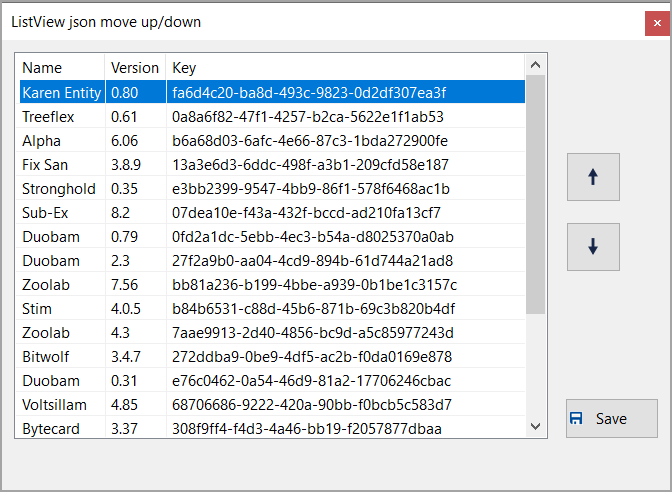 ListView json move up/down
Name Version Key
Karen Entity 0.80 fa6d4c20-ba8d-493c-9823-0d2df307ea3f
Treeflex 0.61 0a8a6f82-47f1-4257-b2ca-5622e1f1ab53
Alpha 6.06 b6a68d03-6afc-4e66-87c3-1bda272900fe
Fix San 3.8.9 13a3e6d3-6ddc-498f-a3b1-209cfd58e187
Stronghold 0.35 e3bb2399-9547-4bb9-86f1-578f6468ac1b
Sub-Ex 8.2 07dea10e-f43a-432f-bccd-ad210fa13cf7
Duobam 0.79 0fd2a1dc-5ebb-4ec3-b54a-d8025370a0ab
Duobam 2.3 27f2a9b0-aa04-4cd9-894b-61d744a21ad8
Zoolab 7.56 bb81a236-b199-4bbe-a939-0b1be1c3157c
Stim 4.0.5 b84b6531-c88d-45b6-871b-69c3b820b4df
Zoolab 4.3 7aae9913-2d40-4856-bc9d-a5c85977243d
Bitwolf 3.4.7 272ddba9-0be9-4df5-ac2b-f0da0169e878
Duobam 0.31 e76c0462-0a54-46d9-81a2-17706246cbac
Voltsillam 4.85 68706686-9222-420a-90bb-f0bcb5c583d7
Bytecard 3.37 308f9ff4-f4d3-4a46-bb19-f2057877dbaa
Save